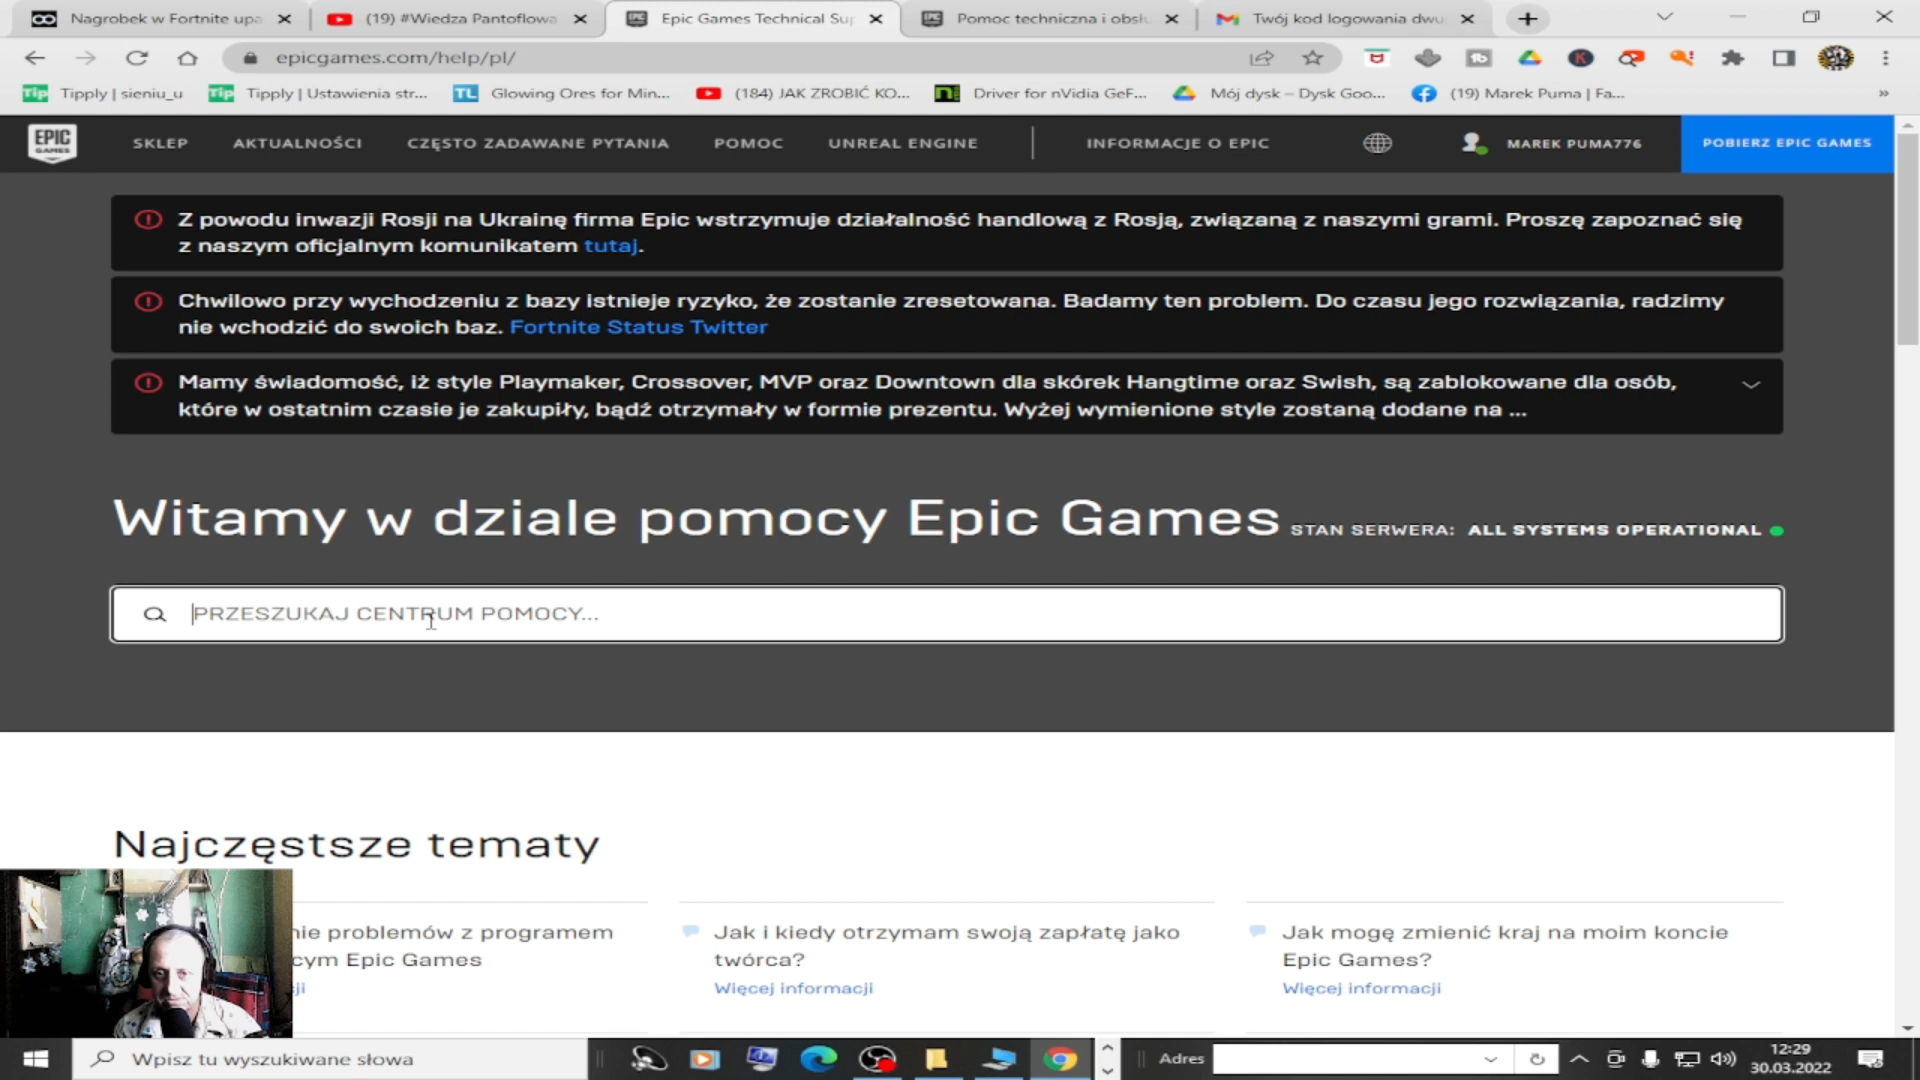 Nagrobek w Fortnite upa
(19) #Wiedza Pantoflowa
Epic Games Technical Sup
Pomoc techniczna i obsłu
Twój kod logowania dwu
epicgames.com/help/pl/
Tipply | sieniu_u
Tipply | Ustawienia str...
TL Glowing Ores for Min...
(184) JAK ZROBIĆ KO...
Driver for nVidia GeF...
Mój dysk – Dysk Goo...
(19) Marek Puma | Fa...
»
EPIC GAMES
SKLEP
AKTUALNOŚCI
CZĘSTO ZADAWANE PYTANIA
POMOC
UNREAL ENGINE
INFORMACJE O EPIC
MAREK PUMA776
POBIERZ EPIC GAMES
Z powodu inwazji Rosji na Ukrainę firma Epic wstrzymuje działalność handlową z Rosją, związaną z naszymi grami. Proszę zapoznać się
z naszym oficjalnym komunikatem tutaj.
Chwilowo przy wychodzeniu z bazy istnieje ryzyko, że zostanie zresetowana. Badamy ten problem. Do czasu jego rozwiązania, radzimy
nie wchodzić do swoich baz. Fortnite Status Twitter
Mamy świadomość, iż style Playmaker, Crossover, MVP oraz Downtown dla skórek Hangtime oraz Swish, są zablokowane dla osób,
które w ostatnim czasie je zakupiły, bądź otrzymały w formie prezentu. Wyżej wymienione style zostaną dodane na ...
Witamy w dziale pomocy Epic Games
STAN SERWERA: ALL SYSTEMS OPERATIONAL
PRZESZUKAJ CENTRUM POMOCY...
Najczęstsze tematy
nie problemów z programem
cym Epic Games
ji
Jak i kiedy otrzymam swoją zapłatę jako
twórca?
Więcej informacji
Jak mogę zmienić kraj na moim koncie
Epic Games?
Więcej informacji
Wpisz tu wyszukiwane słowa
Adres
12:29
30.03.2022